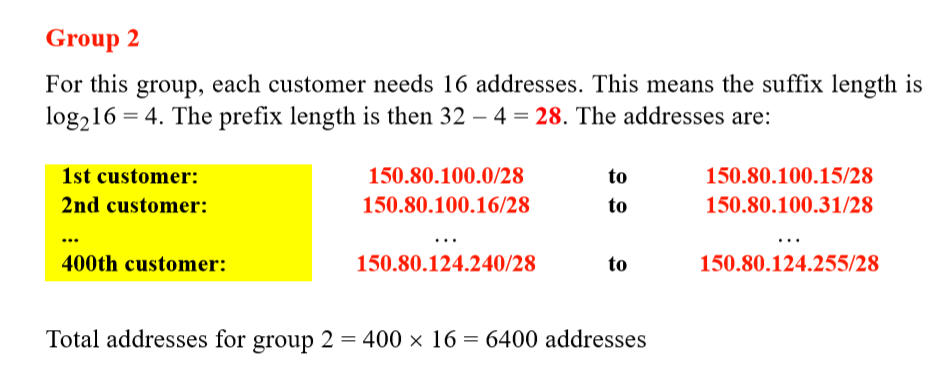 Group 2
For this group, each customer needs 16 addresses. This means the suffix length is
log₂16 = 4. The prefix length is then 32 – 4 = 28. The addresses are:
1st customer: 150.80.100.0/28 to 150.80.100.15/28
2nd customer: 150.80.100.16/28 to 150.80.100.31/28
... ... ...
400th customer: 150.80.124.240/28 to 150.80.124.255/28
Total addresses for group 2 = 400 × 16 = 6400 addresses